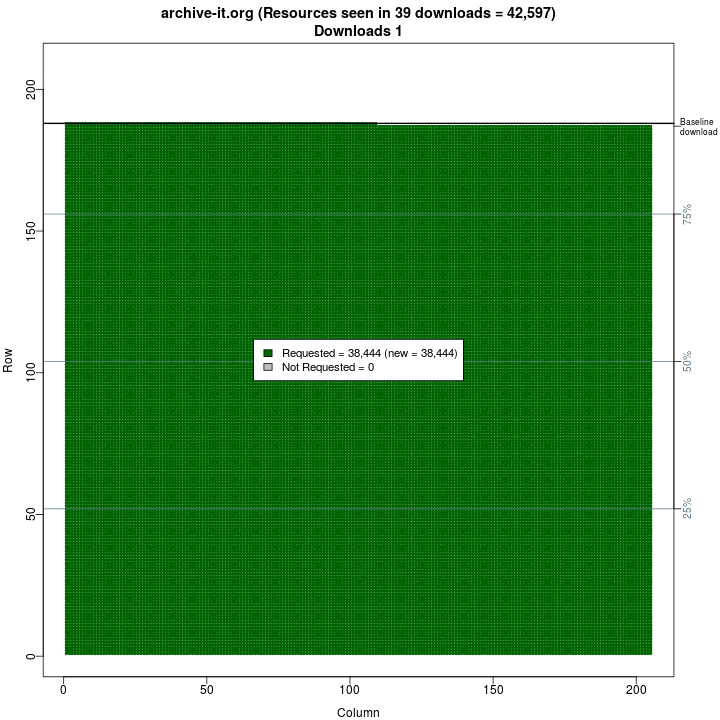 archive-it.org (Resources seen in 39 downloads = 42,597)
Downloads 1
200
150
100
50
0
Row
Baseline
download
75%
50%
25%
Requested = 38,444 (new = 38,444)
Not Requested = 0
0 50 100 150 200
Column